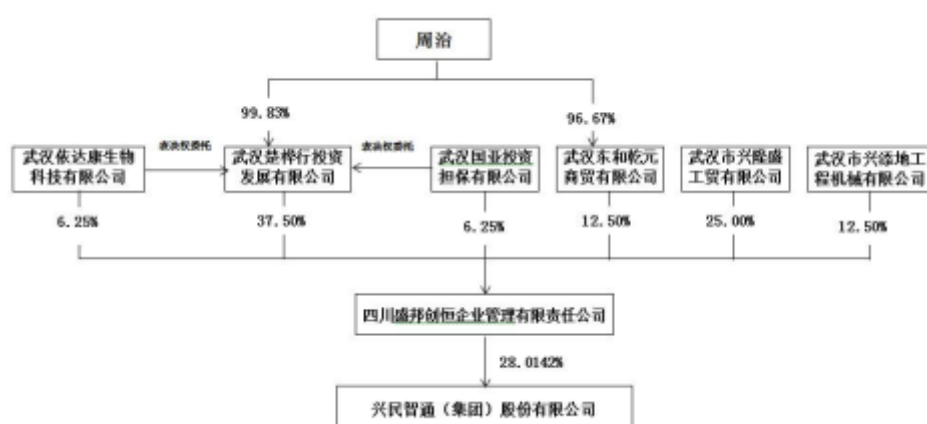 周治
99.83%
96.67%
表决权委托
表决权委托
武汉依达康生物
科技有限公司
武汉楚桦行投资
发展有限公司
武汉国业投资
担保有限公司
武汉东和乾元
商贸有限公司
武汉市兴隆盛
工贸有限公司
武汉市兴添地工
程机械有限公司
6.25%
37.50%
6.25%
12.50%
25.00%
12.50%
四川盛邦创恒企业管理有限责任公司
28.0142%
兴民智通（集团）股份有限公司